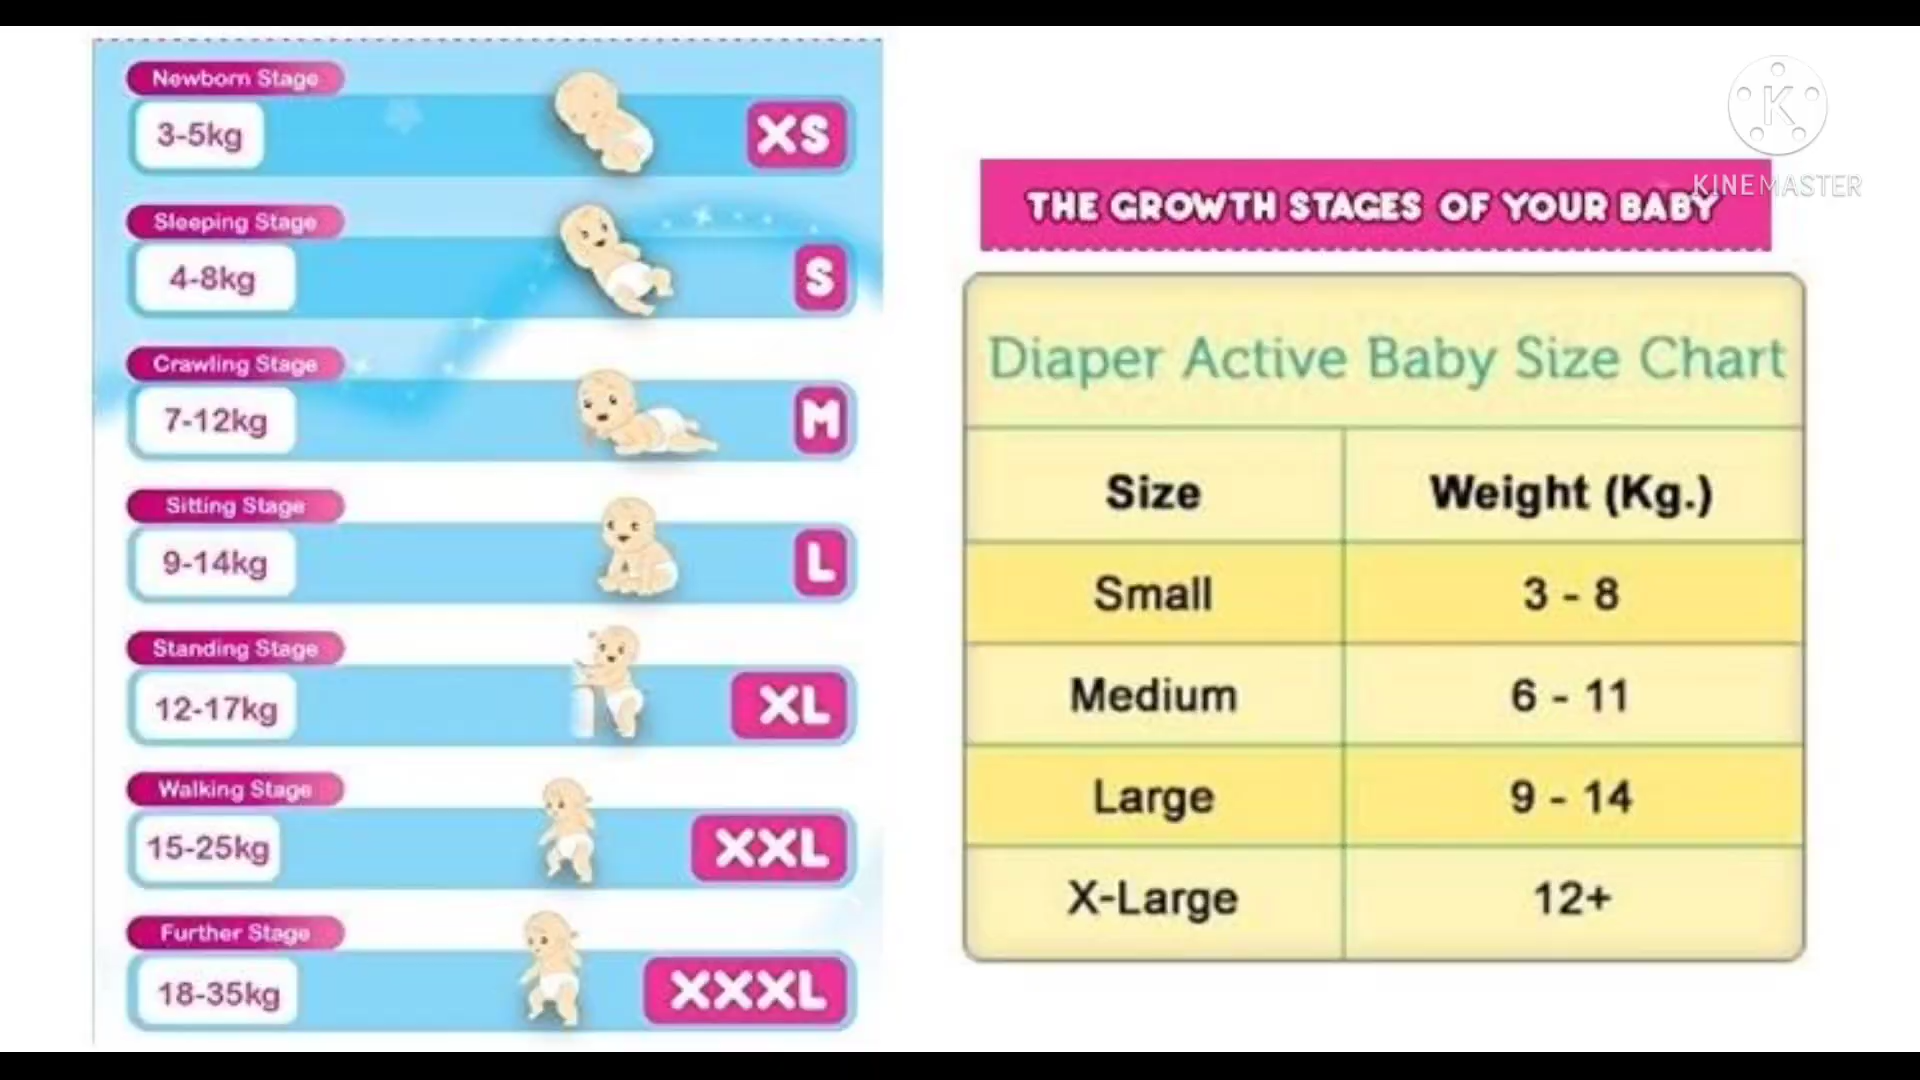 Newborn Stage
3-5kg
XS
Sleeping Stage
4-8kg
S
Crawling Stage
7-12kg
M
Sitting Stage
9-14kg
L
Standing Stage
12-17kg
XL
Walking Stage
15-25kg
XXL
Further Stage
18-35kg
XXXL
KINEMASTER
THE GROWTH STAGES OF YOUR BABY
Diaper Active Baby Size Chart
Size Weight (Kg.)
Small 3 - 8
Medium 6 - 11
Large 9 - 14
X-Large 12+